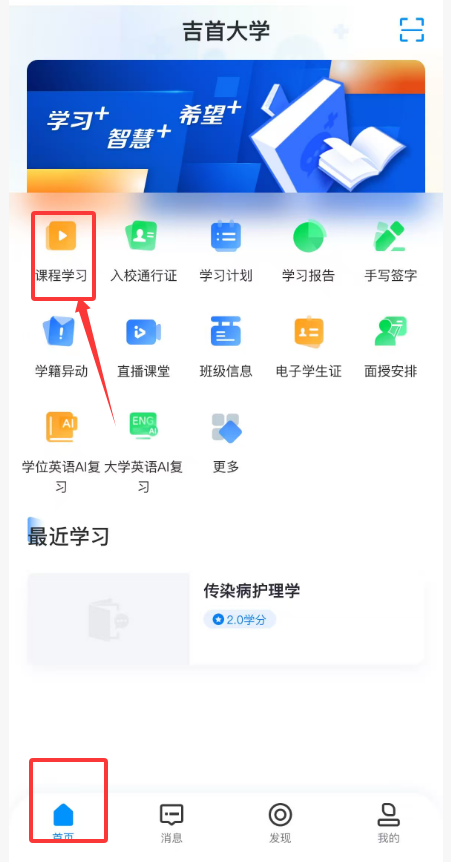 吉首大学
学习+
智慧+
希望+
课程学习 入校通行证 学习计划 学习报告 手写签字
学籍异动 直播课堂 班级信息 电子学生证 面授安排
AI
ENG
AI
学位英语AI复习
大学英语AI复习
更多
最近学习
传染病护理学
2.0学分
首页 消息 发现 我的